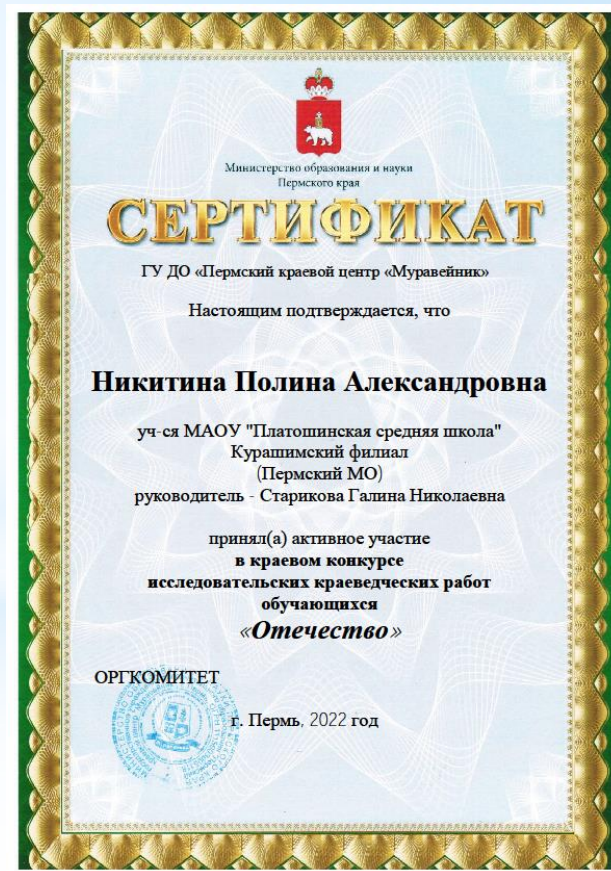 Министерство образования и науки
Пермского края
СЕРТИФИКАТ
ГУ ДО «Пермский краевой центр «Муравейник»
Настоящим подтверждается, что
Никитина Полина Александровна
уч-ся МАОУ "Платошинская средняя школа"
Курашимский филиал
(Пермский МО)
руководитель - Старикова Галина Николаевна
принял(а) активное участие
в краевом конкурсе
исследовательских краеведческих работ
обучающихся
«Отечество»
ОРГКОМИТЕТ
г. Пермь, 2022 год